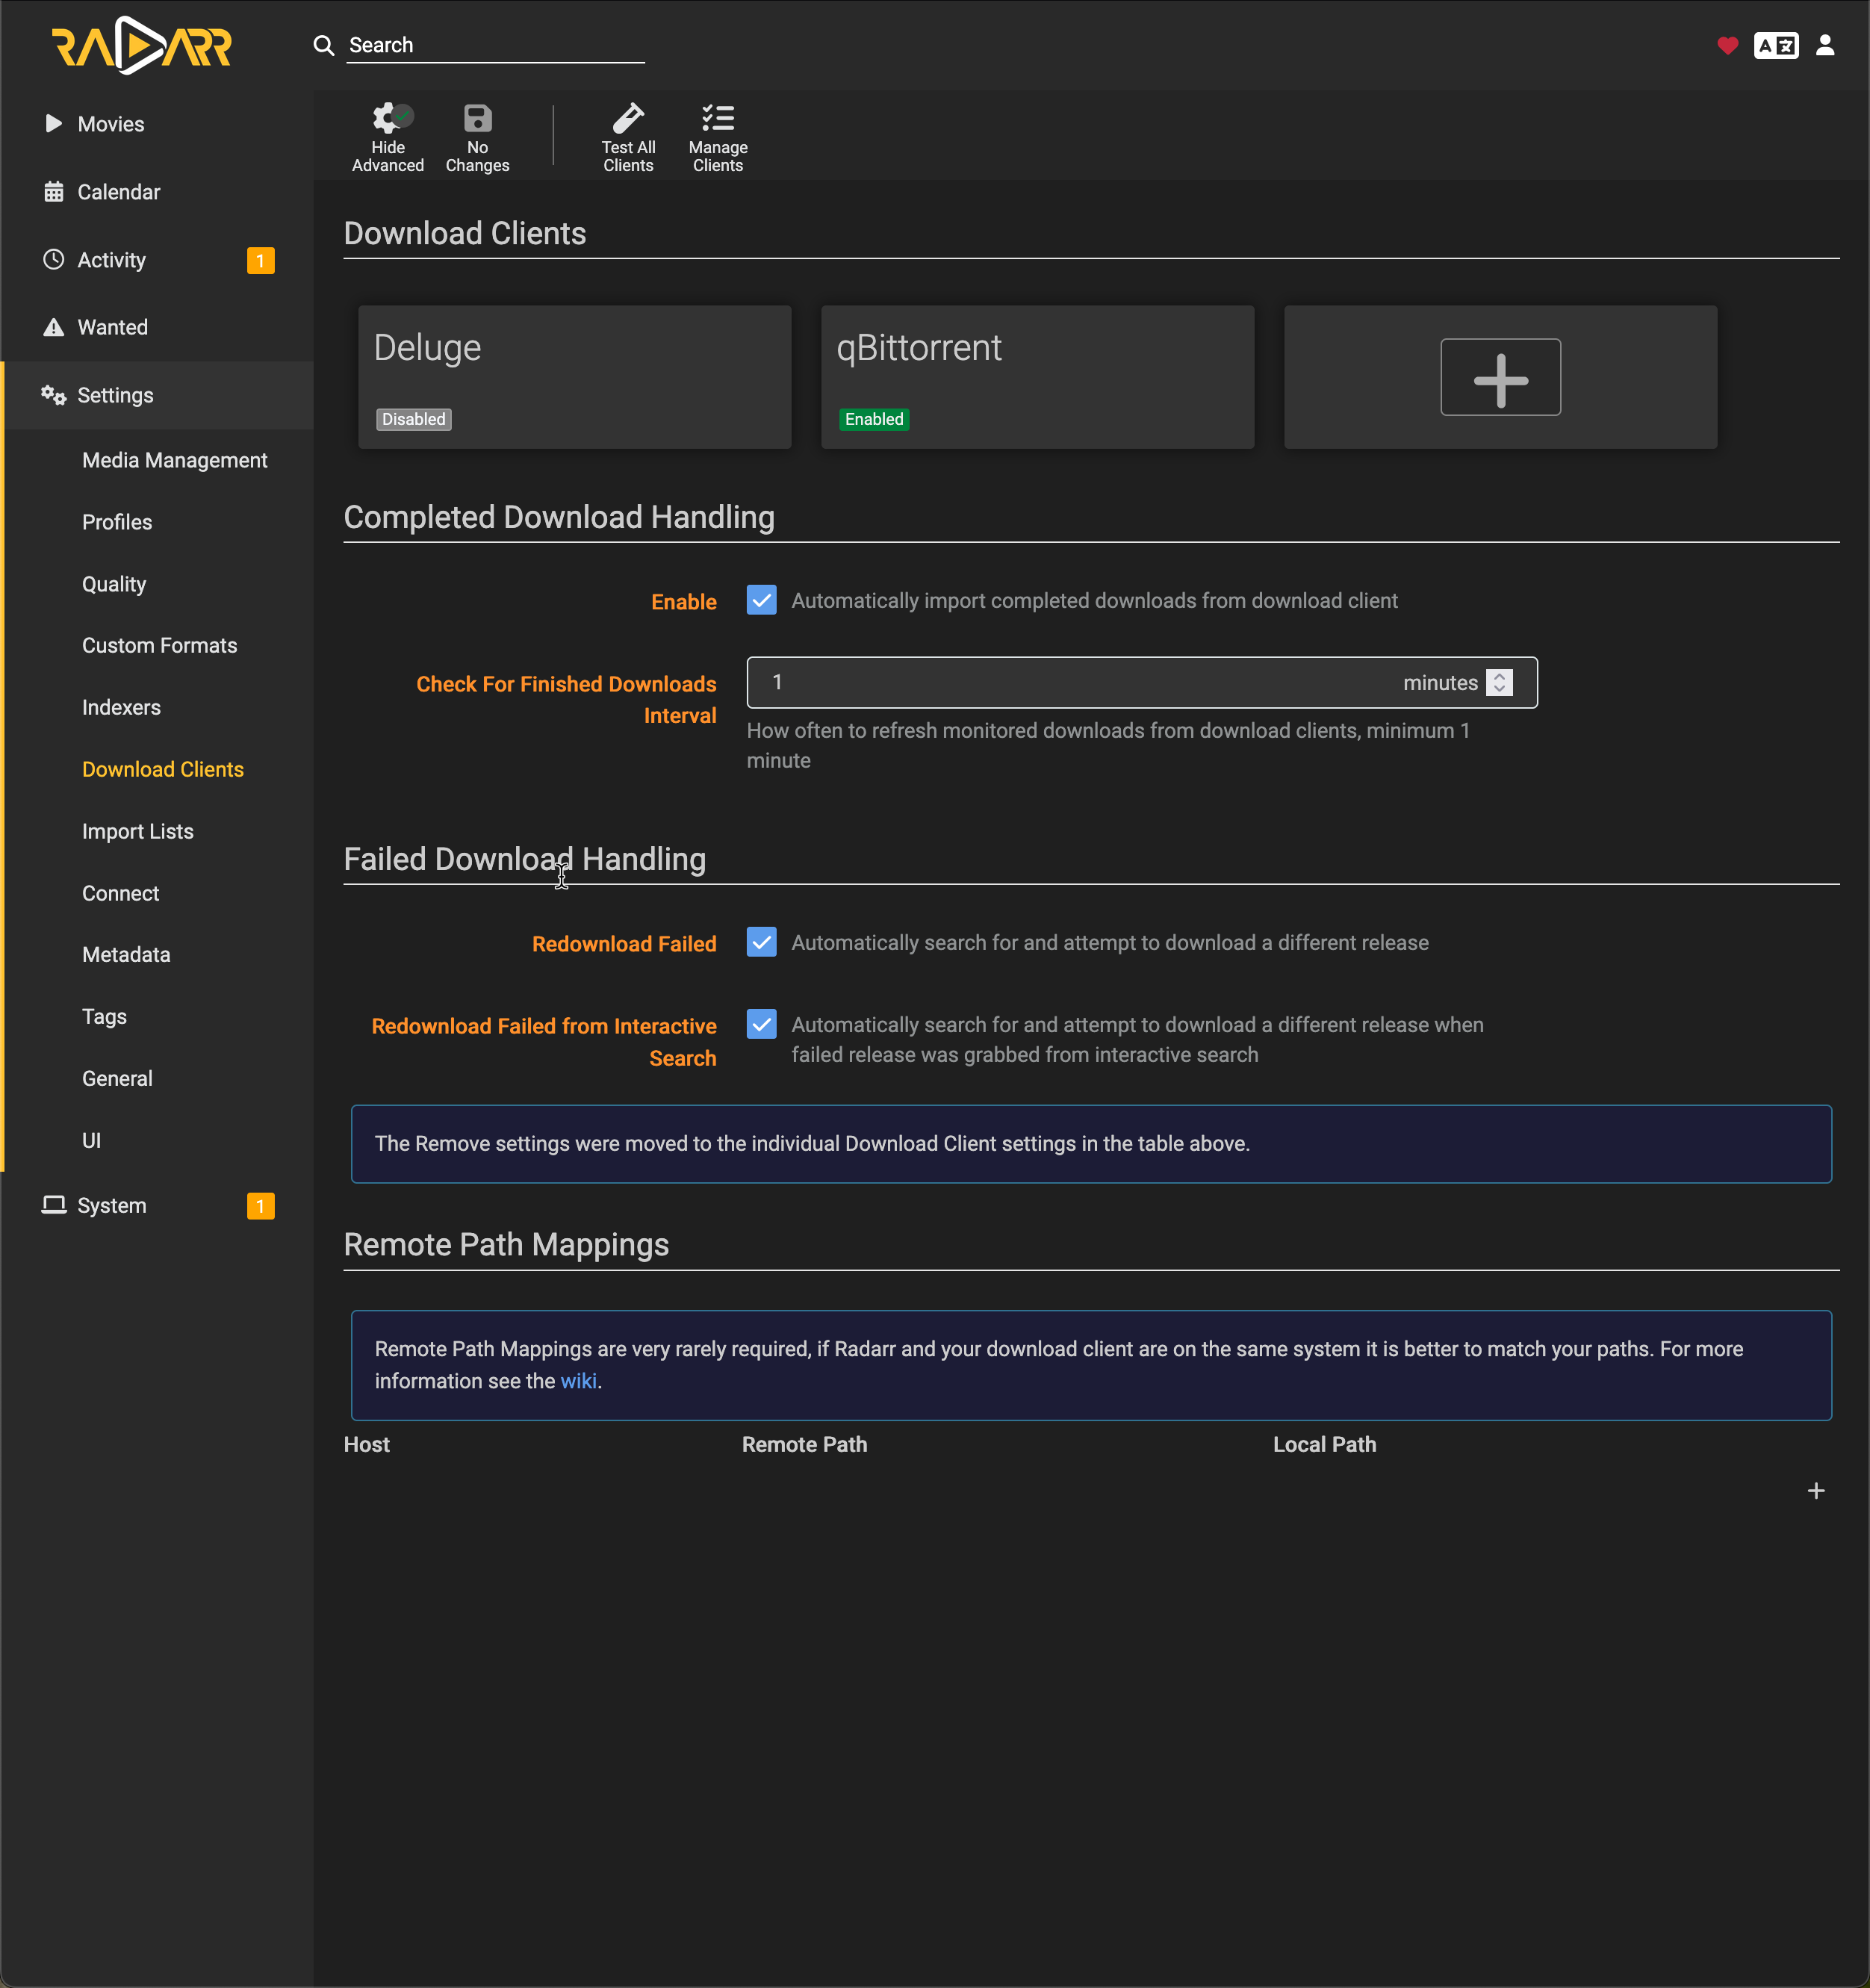 RADARR
Search
A 文
Movies
Calendar
Activity 1
Wanted
Settings
Media Management
Profiles
Quality
Custom Formats
Indexers
Download Clients
Import Lists
Connect
Metadata
Tags
General
UI
System 1
Hide
Advanced
No
Changes
Test All
Clients
Manage
Clients
Download Clients
Deluge
Disabled
qBittorrent
Enabled
Completed Download Handling
Enable
Automatically import completed downloads from download client
Check For Finished Downloads
Interval
1 minutes
How often to refresh monitored downloads from download clients, minimum 1
minute
Failed Download Handling
Redownload Failed
Automatically search for and attempt to download a different release
Redownload Failed from Interactive
Search
Automatically search for and attempt to download a different release when
failed release was grabbed from interactive search
The Remove settings were moved to the individual Download Client settings in the table above.
Remote Path Mappings
Remote Path Mappings are very rarely required, if Radarr and your download client are on the same system it is better to match your paths. For more
information see the wiki.
Host Remote Path Local Path